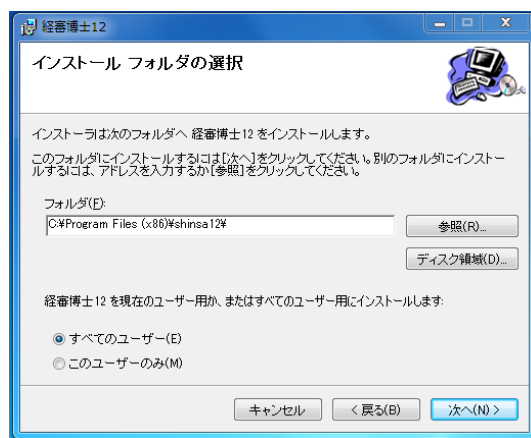 経審博士12
インストール フォルダの選択
インストーラは次のフォルダへ 経審博士12 をインストールします。
このフォルダにインストールするには[次へ]をクリックしてください。別のフォルダにインストー
ルするには、アドレスを入力するか[参照]をクリックしてください。
フォルダ(F):
C:¥Program Files (x86)¥shinsa12¥
参照(R)...
ディスク領域(D)...
経審博士12 を現在のユーザー用か、またはすべてのユーザー用にインストールします:
すべてのユーザー(E)
このユーザーのみ(M)
キャンセル
< 戻る(B)
次へ(N) >